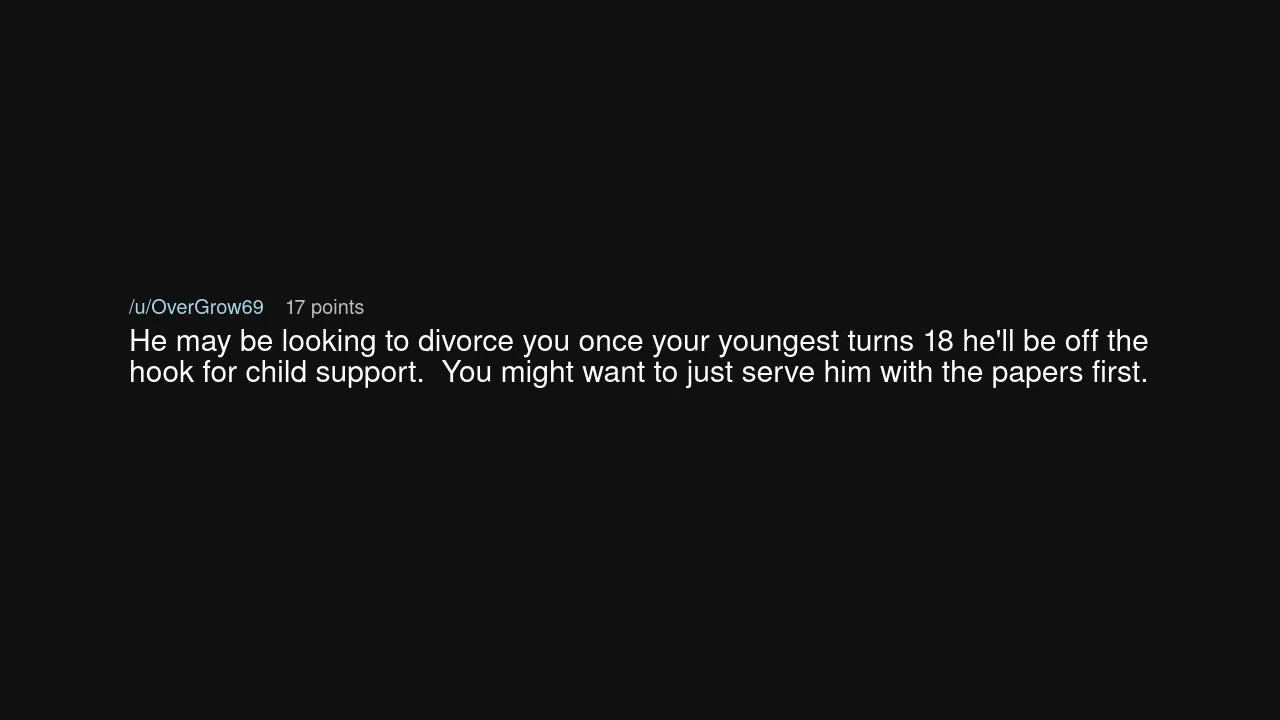 /u/OverGrow69 17 points
He may be looking to divorce you once your youngest turns 18 he'll be off the
hook for child support.  You might want to just serve him with the papers first.